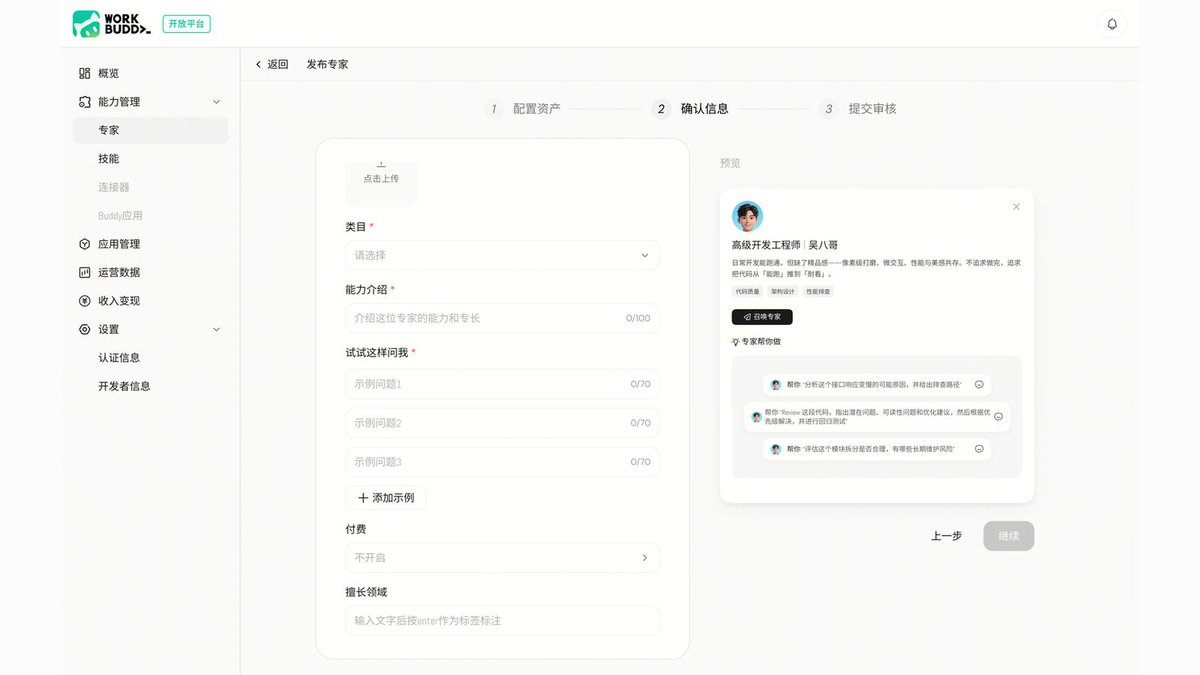 WORK
BUDD>_
开放平台
概览
能力管理
专家
技能
连接器
Buddy应用
应用管理
运营数据
收入变现
设置
认证信息
开发者信息
返回
发布专家
1 配置资产
2 确认信息
3 提交审核
点击上传
类目 *
请选择
能力介绍 *
介绍这位专家的能力和专长 0/100
试试这样问我 *
示例问题1 0/70
示例问题2 0/70
示例问题3 0/70
添加示例
付费
不开启
擅长领域
输入文字后按enter作为标签标注
预览
高级开发工程师 | 吴八哥
日常开发能跑通，但缺了精品感——像素级打磨、微交互、性能与美感共存。不追求做完，追求
把代码从「能跑」推到「耐看」。
代码质量 架构设计 性能排查
召唤专家
专家帮你做
帮你 “分析这个接口响应变慢的可能原因，并给出排查路径”
帮你 “Review 这段代码，指出潜在问题、可读性问题和优化建议，然后根据优
先级解决，并进行回归测试”
帮你 “评估这个模块拆分是否合理，有哪些长期维护风险”
上一步
继续